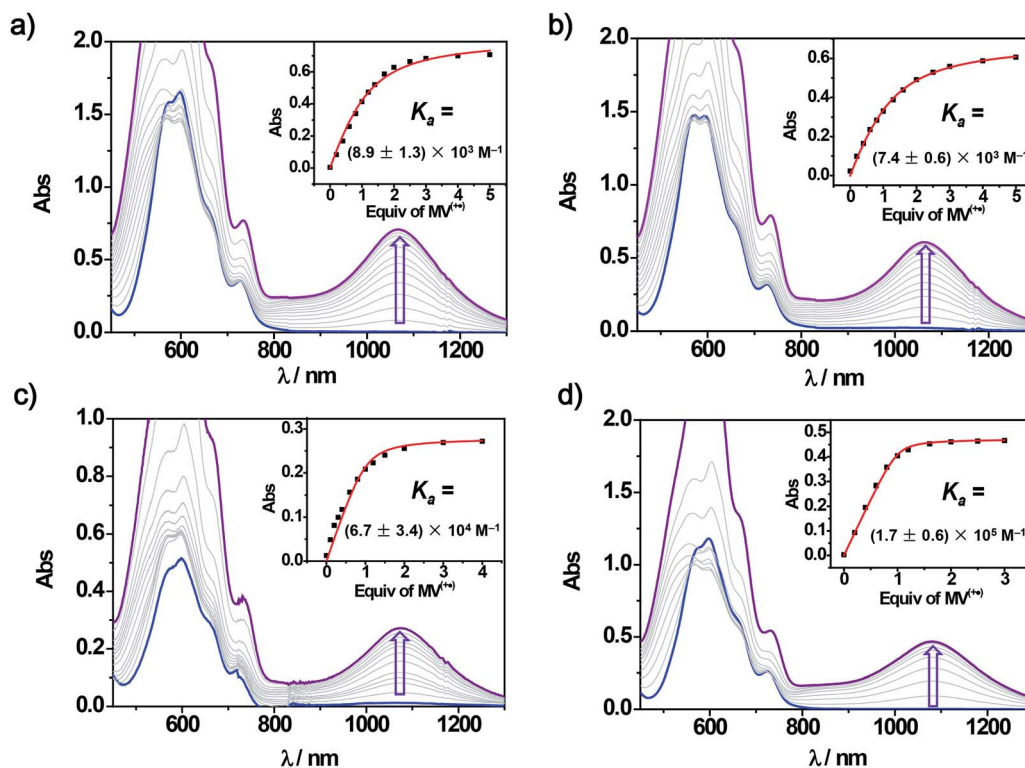 a)
2.0
1.5
1.0
0.5
0.0
Abs
600
800
1000
1200
λ / nm
0.6
0.4
0.2
0.0
Abs
Kₐ =
(8.9 ± 1.3) × 10³ M⁻¹
0
1
2
3
4
5
Equiv of MV⁽⁺•⁾
b)
2.0
1.5
1.0
0.5
0.0
Abs
600
800
1000
1200
λ / nm
0.6
0.4
0.2
0.0
Abs
Kₐ =
(7.4 ± 0.6) × 10³ M⁻¹
0
1
2
3
4
5
Equiv of MV⁽⁺•⁾
c)
1.0
0.8
0.6
0.4
0.2
0.0
Abs
600
800
1000
1200
λ / nm
0.3
0.2
0.1
0.0
Abs
Kₐ =
(6.7 ± 3.4) × 10⁴ M⁻¹
0
1
2
3
4
Equiv of MV⁽⁺•⁾
d)
2.0
1.5
1.0
0.5
0.0
Abs
600
800
1000
1200
λ / nm
0.5
0.4
0.3
0.2
0.1
0.0
Abs
Kₐ =
(1.7 ± 0.6) × 10⁵ M⁻¹
0
1
2
3
Equiv of MV⁽⁺•⁾